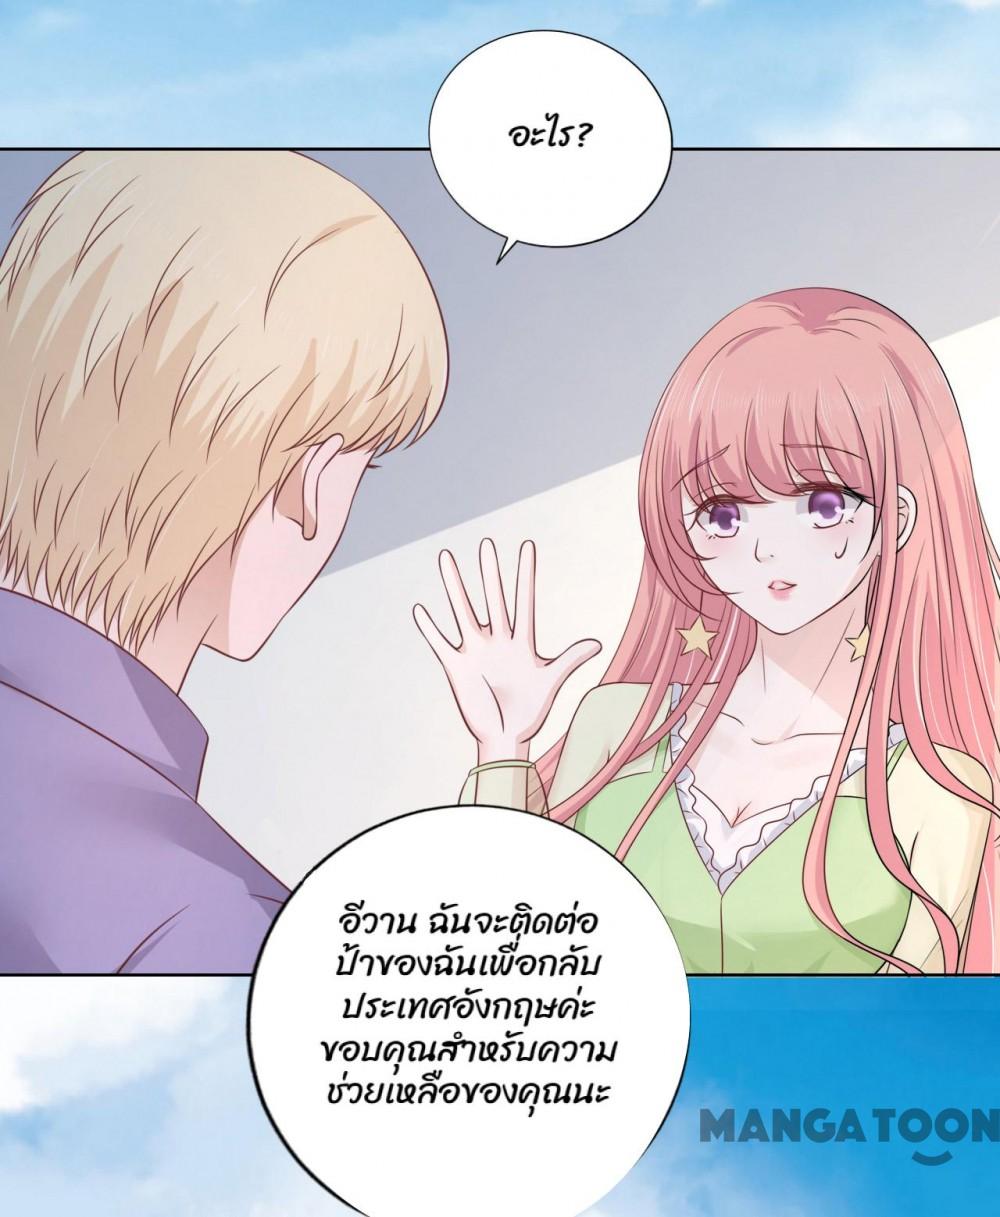 อะไร?
อีวาน ฉันจะติดต่อ
ป้าของฉันเพื่อกลับ
ประเทศอังกฤษค่ะ
ขอบคุณสำหรับความ
ช่วยเหลือของคุณนะ
MANGATOON